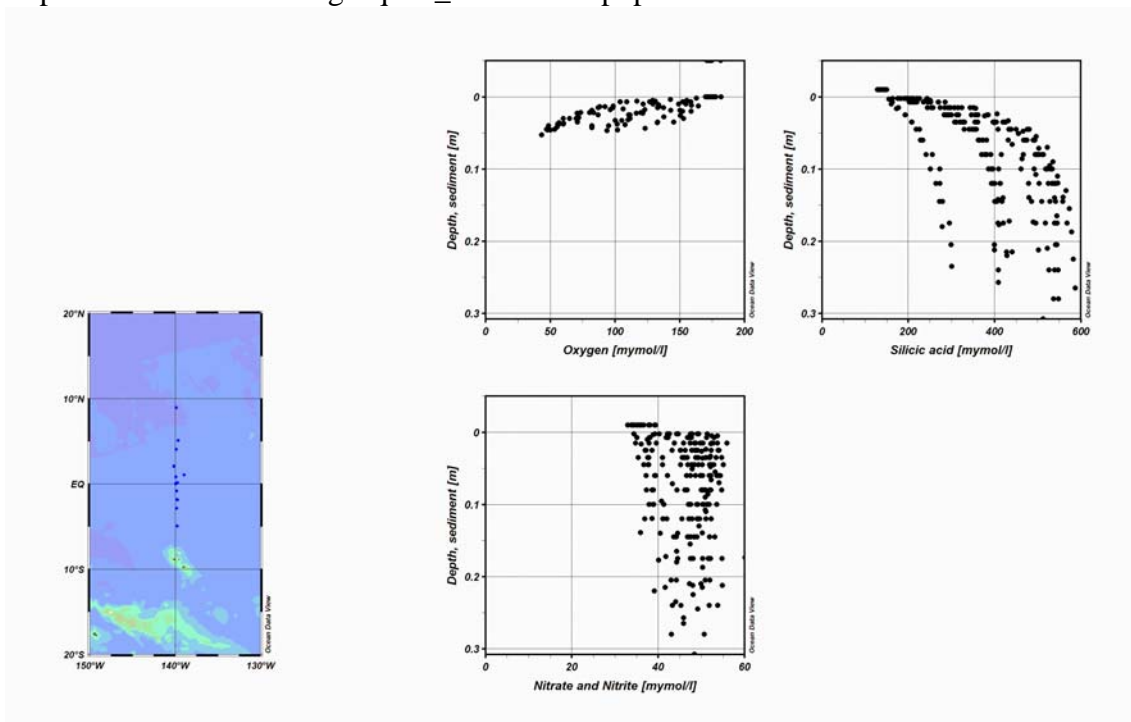 0
0.1
0.2
0.3
Depth, sediment [m]
0
50
100
150
200
Oxygen [mymol/l]
Ocean Data View
0
0.1
0.2
0.3
Depth, sediment [m]
0
200
400
600
Silicic acid [mymol/l]
Ocean Data View
20°N
10°N
EQ
10°S
20°S
150°W
140°W
130°W
Ocean Data View
0
0.1
0.2
0.3
Depth, sediment [m]
0
20
40
60
Nitrate and Nitrite [mymol/l]
Ocean Data View